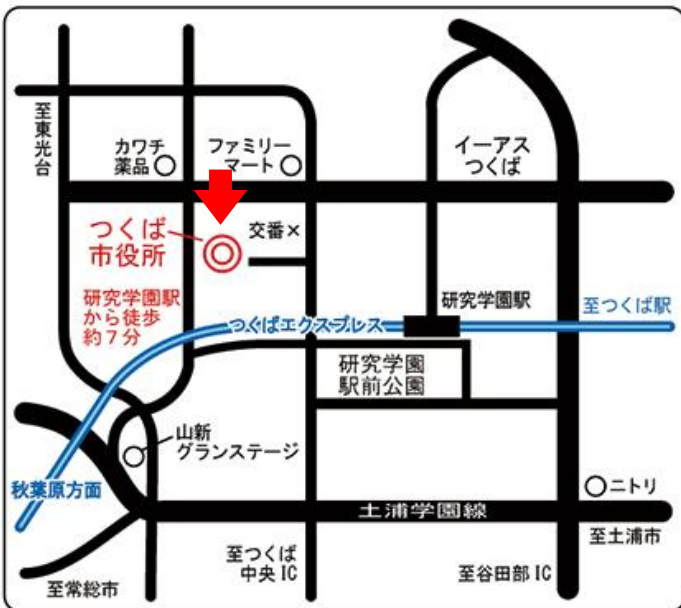 至東光台
カワチ
薬品
ファミリー
マート
イーアス
つくば
つくば
市役所
交番×
研究学園駅
から徒歩
約7分
つくばエクスプレス
研究学園駅
至つくば駅
研究学園
駅前公園
山新
グランステージ
秋葉原方面
ニトリ
土浦学園線
至土浦市
至つくば
中央IC
至谷田部IC
至常総市